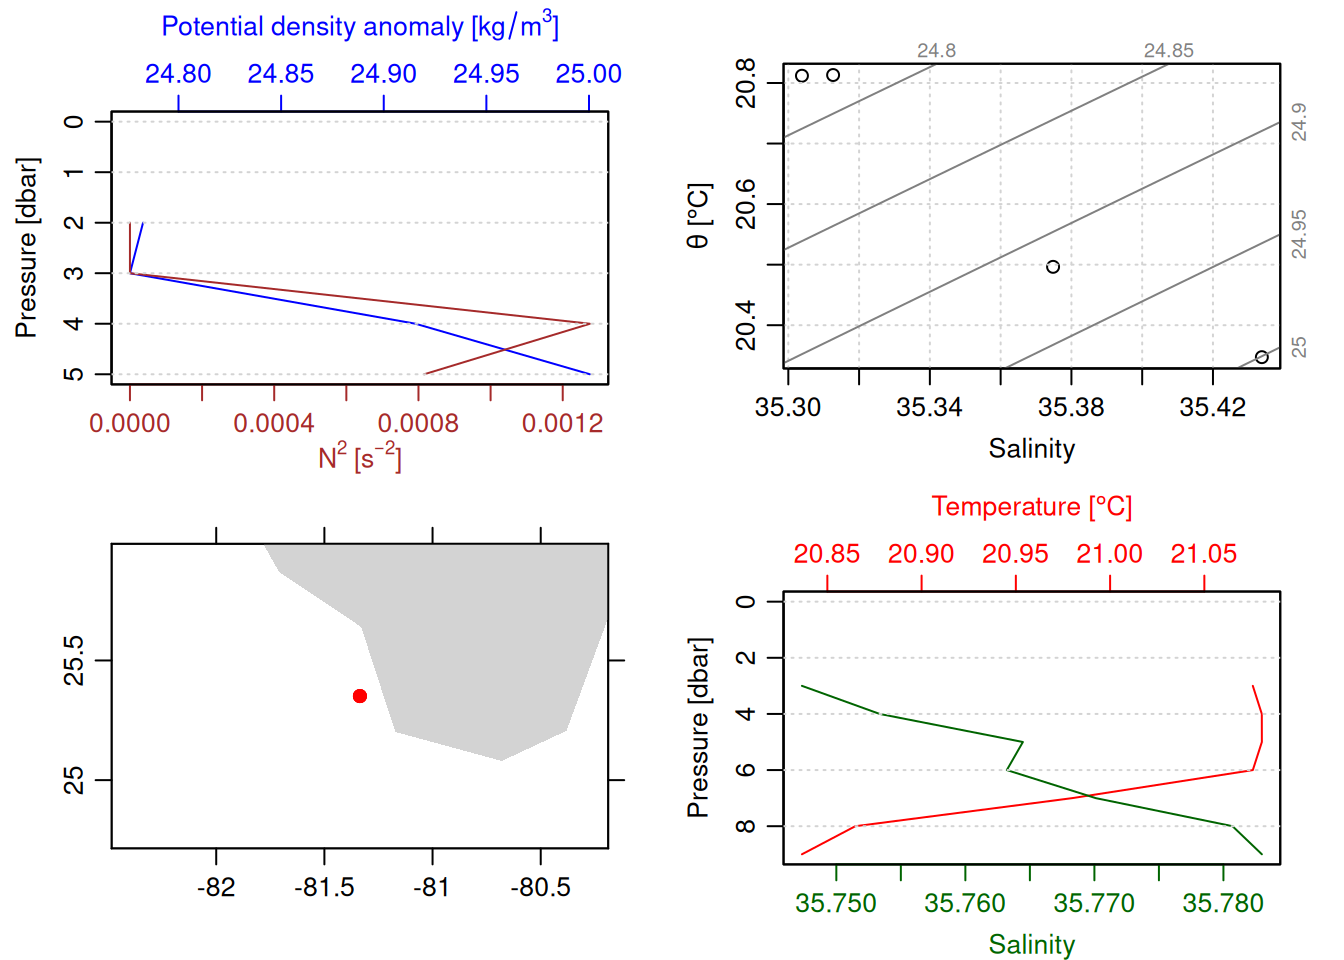 Potential density anomaly [kg/m³]
24.80 24.85 24.90 24.95 25.00
Pressure [dbar]
0
1
2
3
4
5
0.0000 0.0004 0.0008 0.0012
N² [s⁻²]
24.8 24.85
24.9
24.95
25
θ [°C]
20.8
20.6
20.4
35.30 35.34 35.38 35.42
Salinity
25.5
25
-82 -81.5 -81 -80.5
Temperature [°C]
20.85 20.90 20.95 21.00 21.05
Pressure [dbar]
0
2
4
6
8
35.750 35.760 35.770 35.780
Salinity